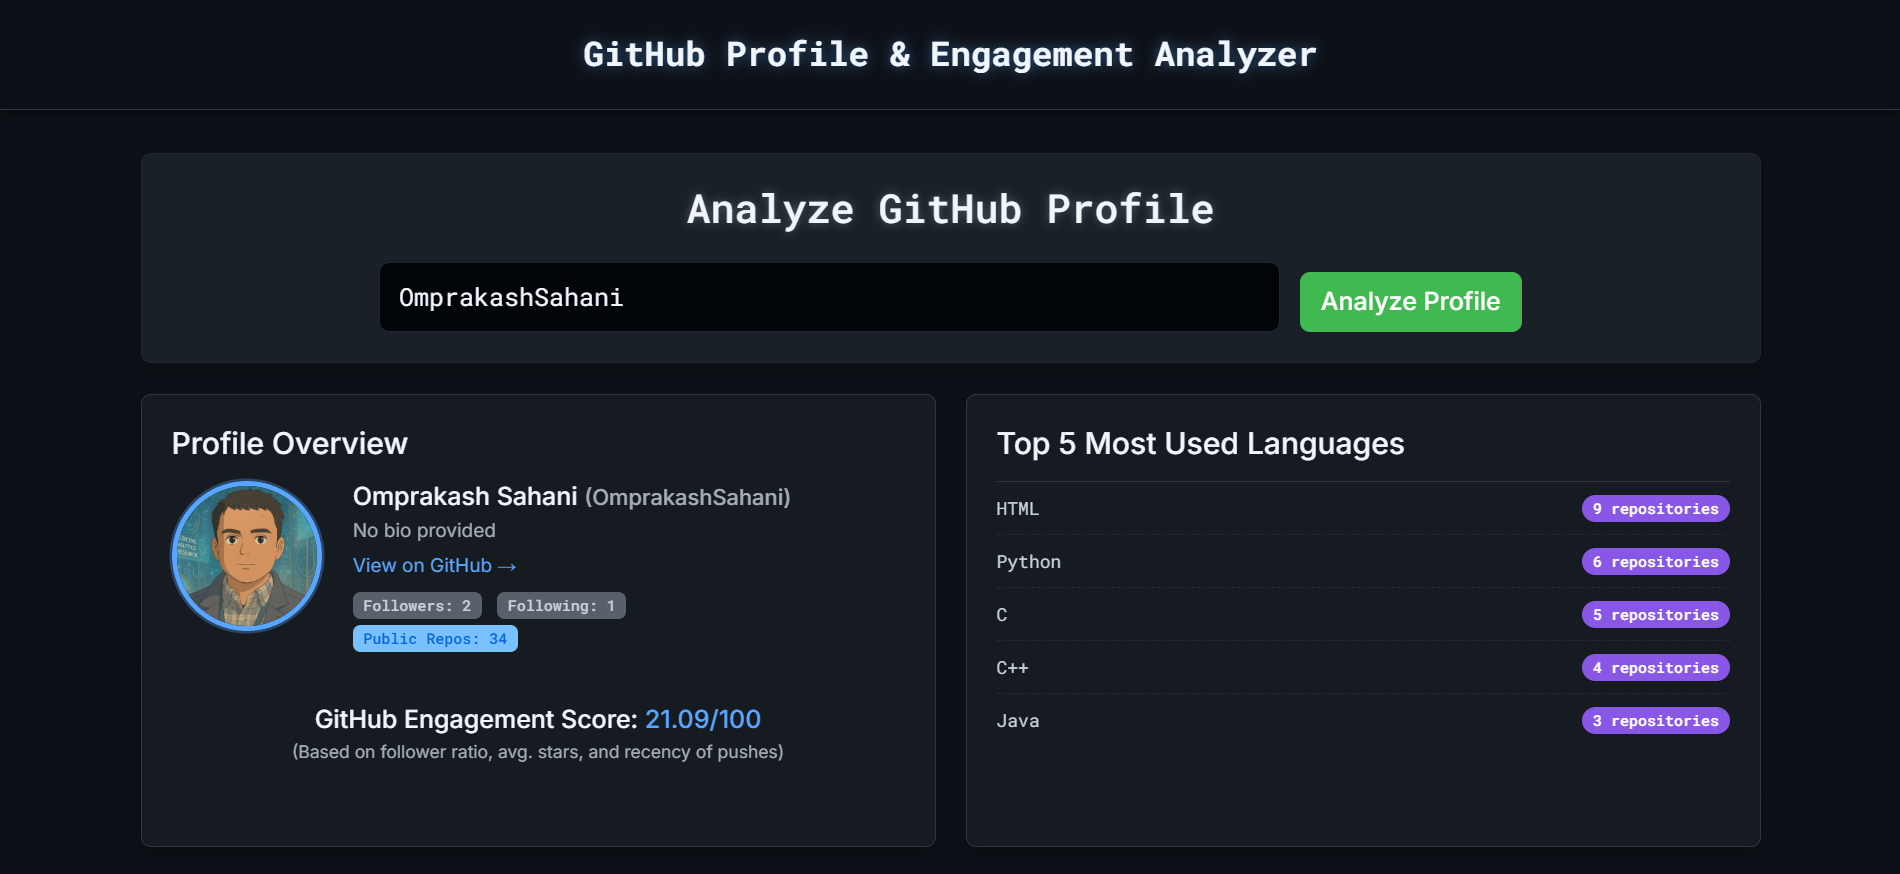 GitHub Profile & Engagement Analyzer
Analyze GitHub Profile
OmprakashSahani
Analyze Profile
Profile Overview
Omprakash Sahani (OmprakashSahani)
No bio provided
View on GitHub →
Followers: 2 Following: 1
Public Repos: 34
GitHub Engagement Score: 21.09/100
(Based on follower ratio, avg. stars, and recency of pushes)
Top 5 Most Used Languages
HTML 9 repositories
Python 6 repositories
C 5 repositories
C++ 4 repositories
Java 3 repositories